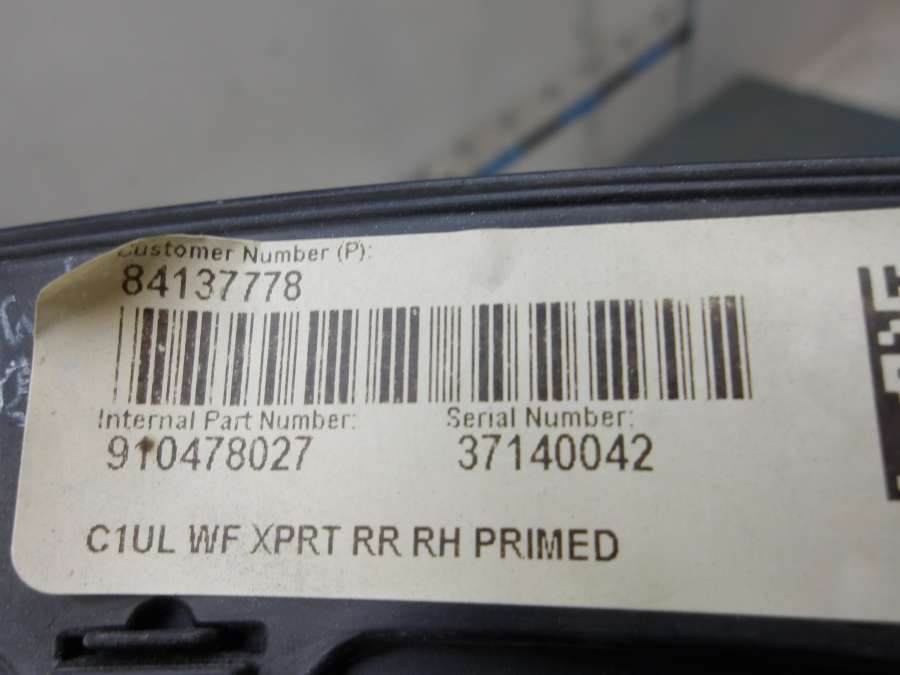 Customer Number (P):
84137778
Internal Part Number:
Serial Number:
910478027
37140042
C1UL WF XPRT RR RH PRIMED